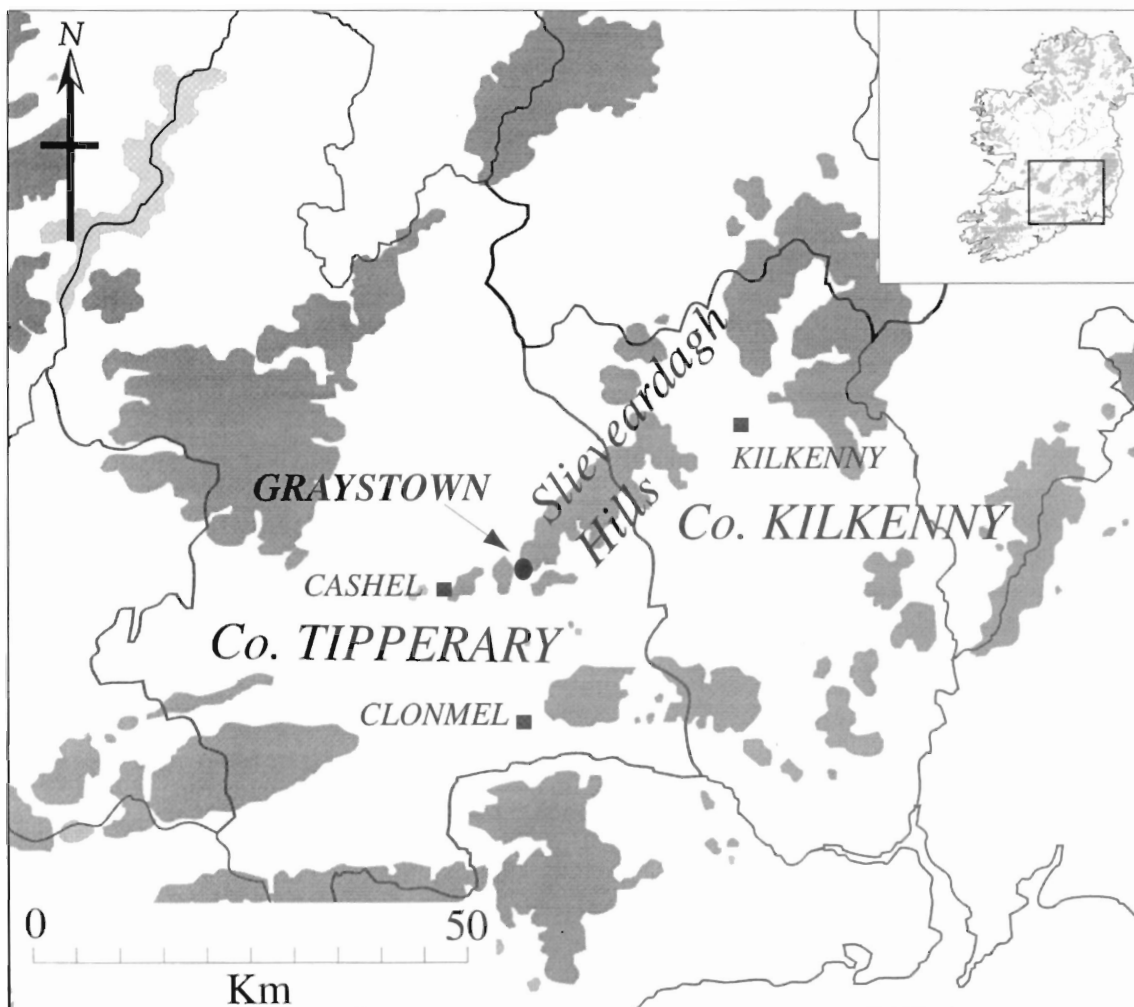 N
Slieveardagh
Hills
KILKENNY
GRAYSTOWN
Co. KILKENNY
CASHEL
Co. TIPPERARY
CLONMEL
0 50
Km